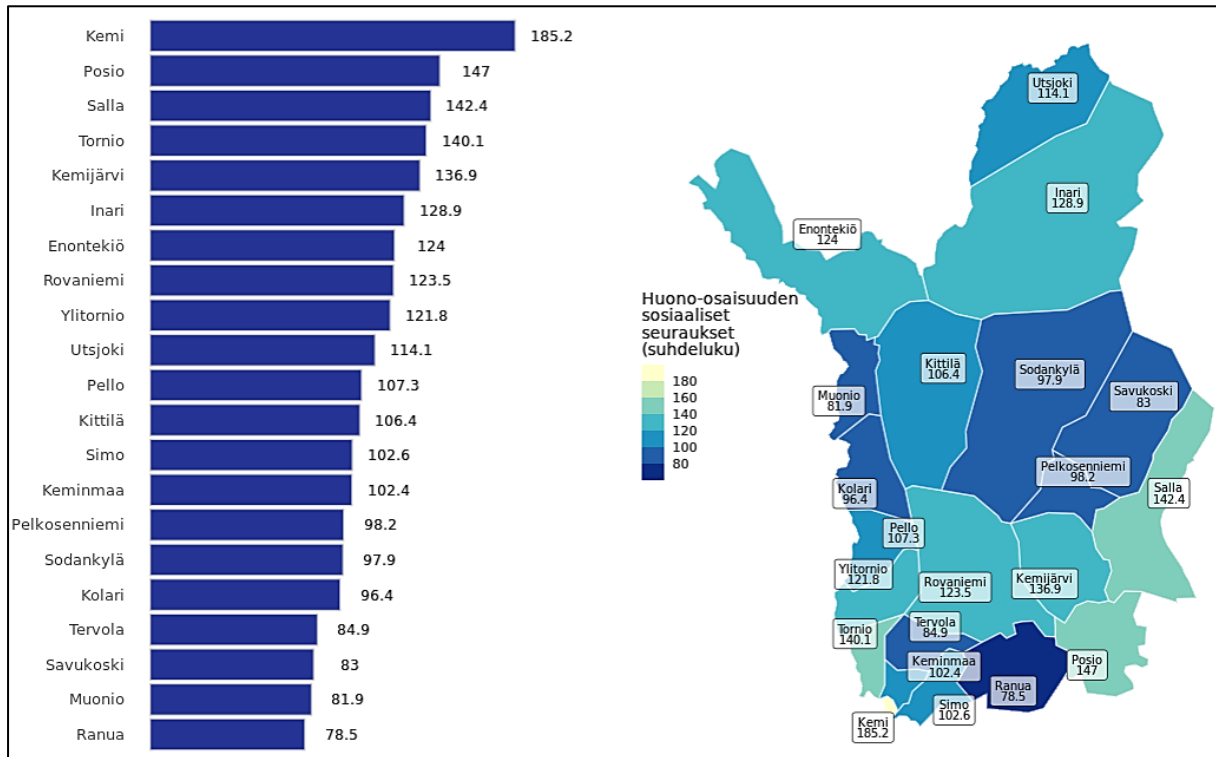 Kemi 185.2
Posio 147
Salla 142.4
Tornio 140.1
Kemijärvi 136.9
Inari 128.9
Enontekiö 124
Rovaniemi 123.5
Ylitornio 121.8
Utsjoki 114.1
Pello 107.3
Kittilä 106.4
Simo 102.6
Keminmaa 102.4
Pelkosenniemi 98.2
Sodankylä 97.9
Kolari 96.4
Tervola 84.9
Savukoski 83
Muonio 81.9
Ranua 78.5
Huono-osaisuuden
sosiaaliset
seuraukset
(suhdeluku)
180
160
140
120
100
80
Utsjoki
114.1
Inari
128.9
Enontekiö
124
Kittilä
106.4
Sodankylä
97.9
Savukoski
83
Muonio
81.9
Pelkosenniemi
98.2
Kolari
96.4
Salla
142.4
Pello
107.3
Ylitornio
121.8
Rovaniemi
123.5
Kemijärvi
136.9
Tornio
140.1
Tervola
84.9
Keminmaa
102.4
Posio
147
Ranua
78.5
Simo
102.6
Kemi
185.2